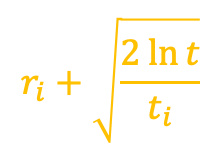 r_i + √(2 ln t / t_i)